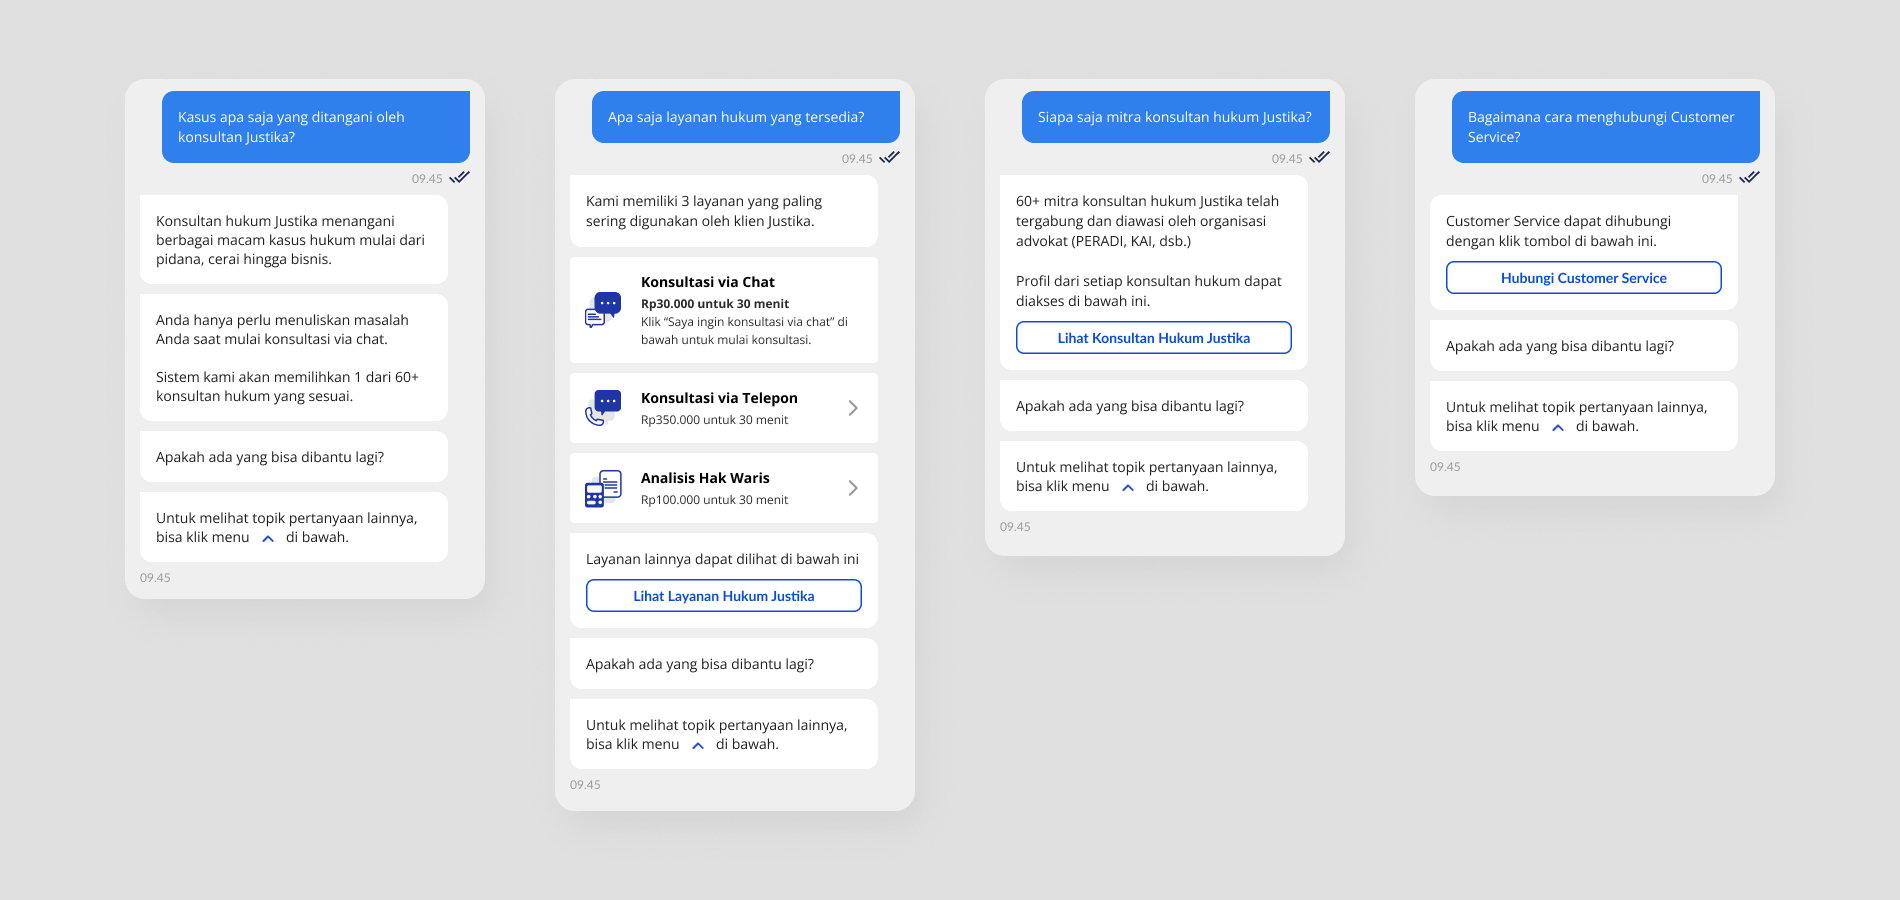 Kasus apa saja yang ditangani oleh
konsultan Justika?
09.45
Konsultan hukum Justika menangani
berbagai macam kasus hukum mulai dari
pidana, cerai hingga bisnis.
Anda hanya perlu menuliskan masalah
Anda saat mulai konsultasi via chat.
Sistem kami akan memilihkan 1 dari 60+
konsultan hukum yang sesuai.
Apakah ada yang bisa dibantu lagi?
Untuk melihat topik pertanyaan lainnya,
bisa klik menu di bawah.
09.45
Apa saja layanan hukum yang tersedia?
09.45
Kami memiliki 3 layanan yang paling
sering digunakan oleh klien Justika.
Konsultasi via Chat
Rp30.000 untuk 30 menit
Klik “Saya ingin konsultasi via chat” di
bawah untuk mulai konsultasi.
Konsultasi via Telepon
Rp350.000 untuk 30 menit
Analisis Hak Waris
Rp100.000 untuk 30 menit
Layanan lainnya dapat dilihat di bawah ini
Lihat Layanan Hukum Justika
Apakah ada yang bisa dibantu lagi?
Untuk melihat topik pertanyaan lainnya,
bisa klik menu di bawah.
09.45
Siapa saja mitra konsultan hukum Justika?
09.45
60+ mitra konsultan hukum Justika telah
tergabung dan diawasi oleh organisasi
advokat (PERADI, KAI, dsb.)
Profil dari setiap konsultan hukum dapat
diakses di bawah ini.
Lihat Konsultan Hukum Justika
Apakah ada yang bisa dibantu lagi?
Untuk melihat topik pertanyaan lainnya,
bisa klik menu di bawah.
09.45
Bagaimana cara menghubungi Customer
Service?
09.45
Customer Service dapat dihubungi
dengan klik tombol di bawah ini.
Hubungi Customer Service
Apakah ada yang bisa dibantu lagi?
Untuk melihat topik pertanyaan lainnya,
bisa klik menu di bawah.
09.45